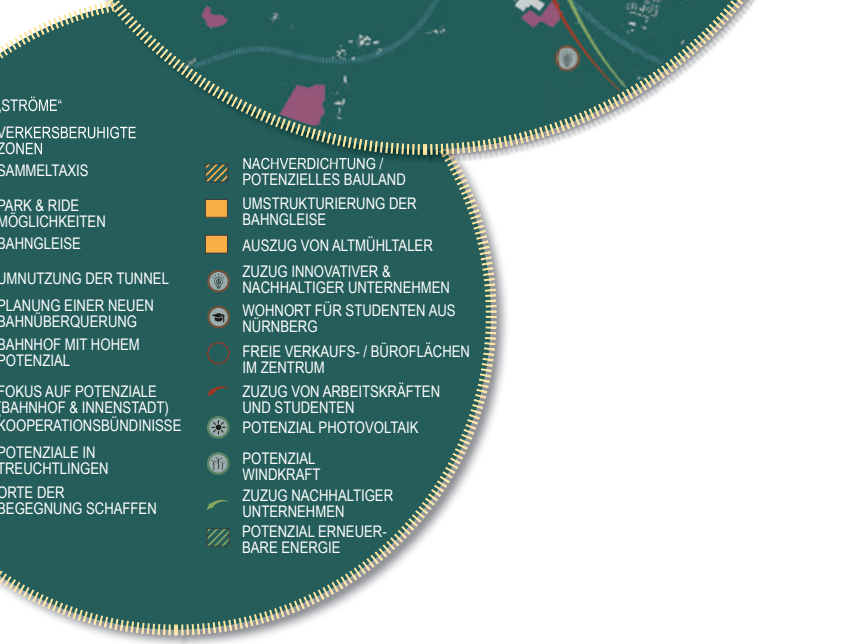 „STRÖME“
VERKERSBERUHIGTE
ZONEN
SAMMELTAXIS
PARK & RIDE
MÖGLICHKEITEN
BAHNGLEISE
UMNUTZUNG DER TUNNEL
PLANUNG EINER NEUEN
BAHNÜBERQUERUNG
BAHNHOF MIT HOHEM
POTENZIAL
FOKUS AUF POTENZIALE
(BAHNHOF & INNENSTADT)
KOOPERATIONSBÜNDINISSE
POTENZIALE IN
TREUCHTLINGEN
ORTE DER
BEGEGNUNG SCHAFFEN
NACHVERDICHTUNG /
POTENZIELLES BAULAND
UMSTRUKTURIERUNG DER
BAHNGLEISE
AUSZUG VON ALTMÜHLTALER
ZUZUG INNOVATIVER &
NACHHALTIGER UNTERNEHMEN
WOHNORT FÜR STUDENTEN AUS
NÜRNBERG
FREIE VERKAUFS- / BÜROFLÄCHEN
IM ZENTRUM
ZUZUG VON ARBEITSKRÄFTEN
UND STUDENTEN
POTENZIAL PHOTOVOLTAIK
POTENZIAL
WINDKRAFT
ZUZUG NACHHALTIGER
UNTERNEHMEN
POTENZIAL ERNEUER-
BARE ENERGIE